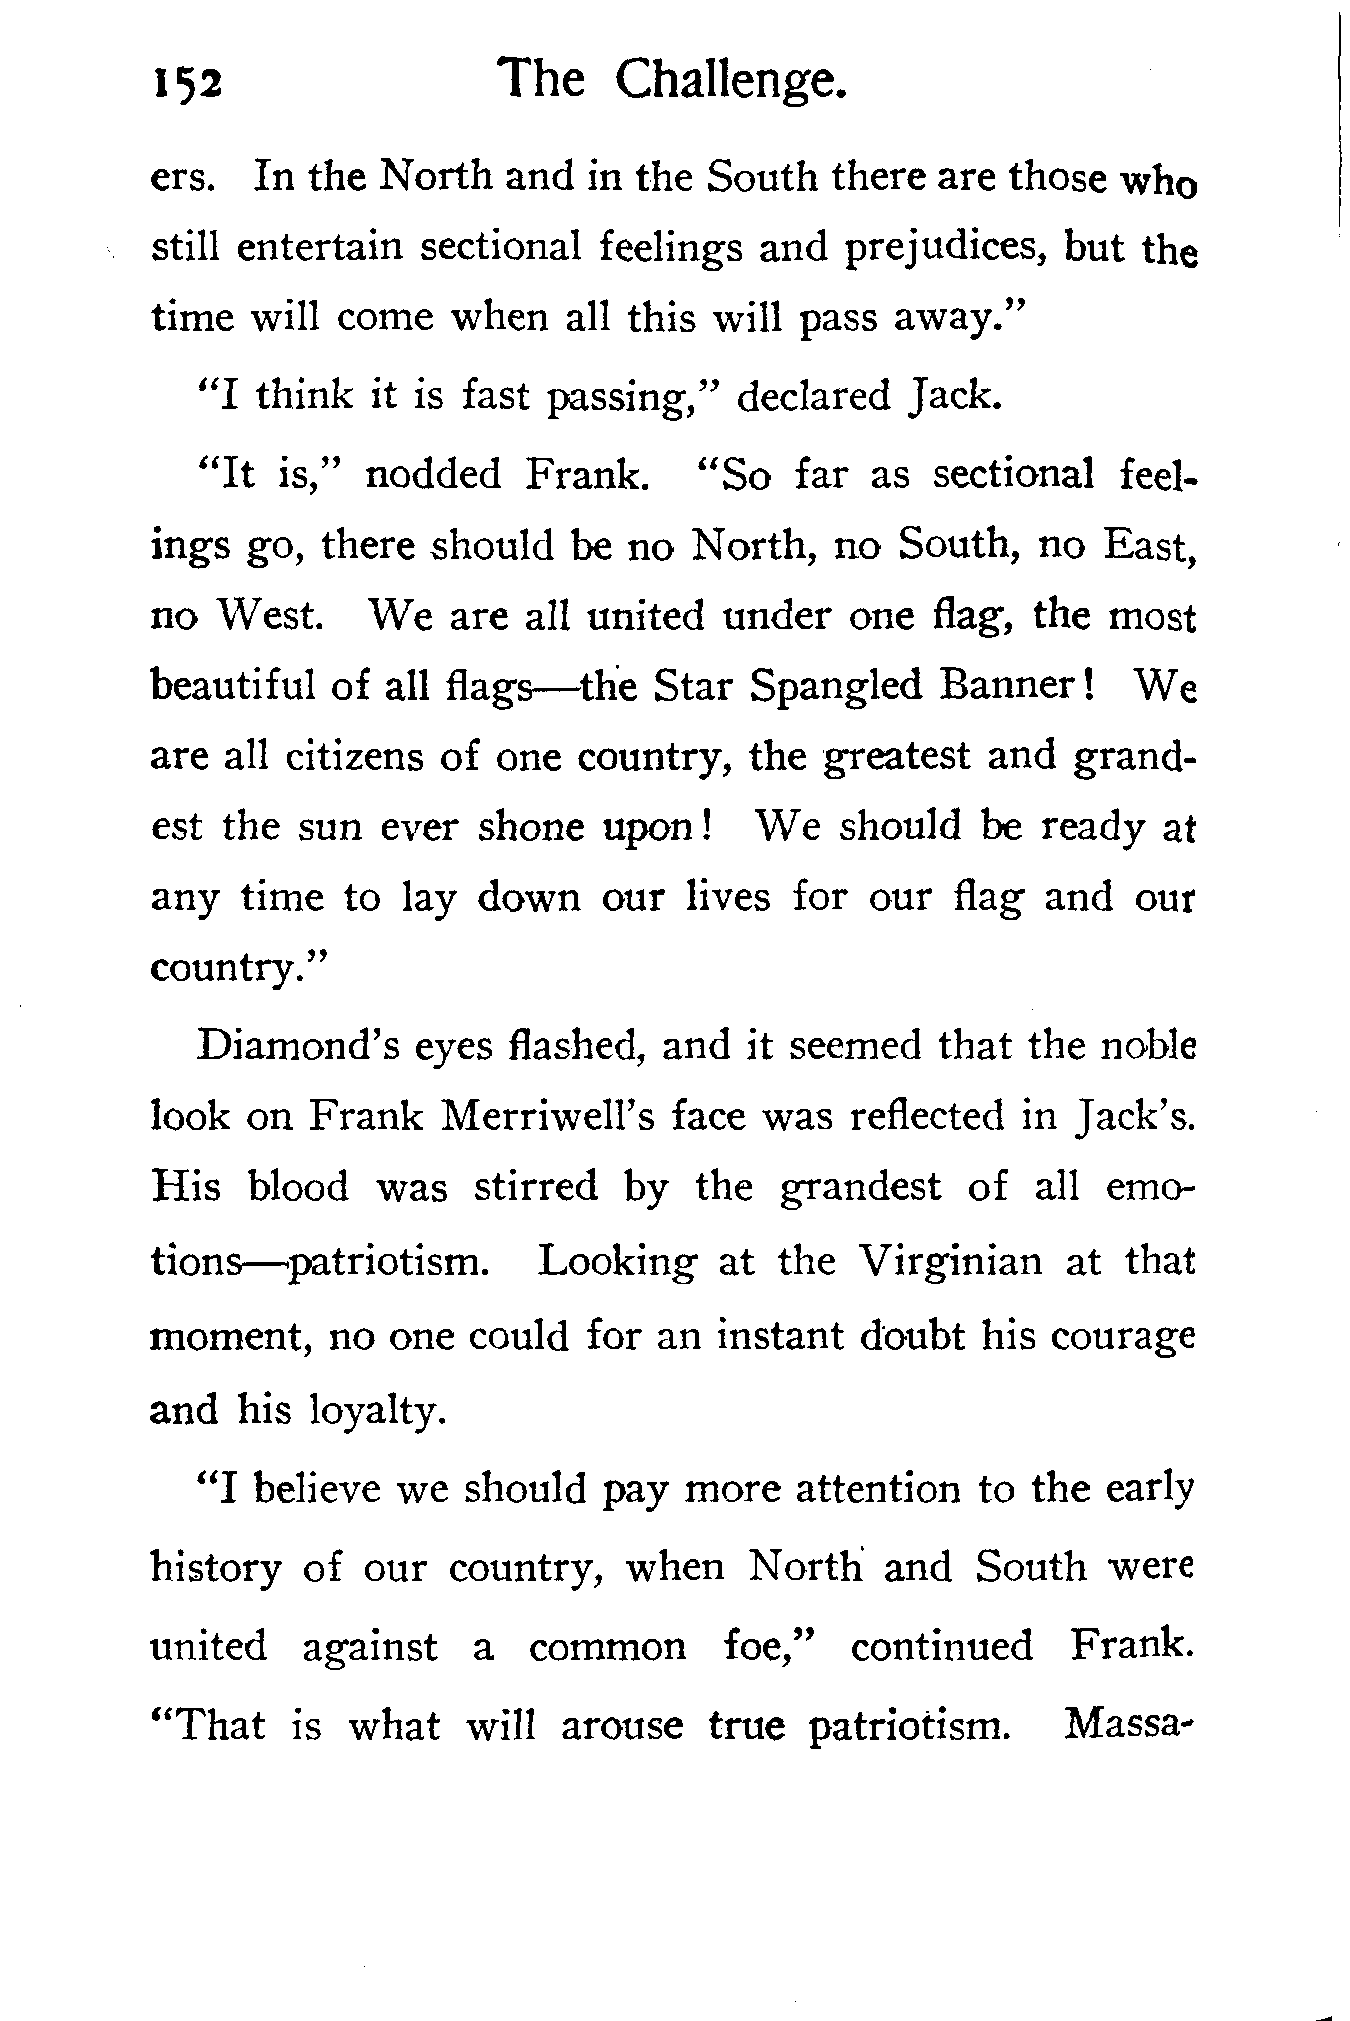 152 The Challenge.
ers. In the North and in the South there are those who
still entertain sectional feelings and prejudices, but the
time will come when all this will pass away.”
“I think it is fast passing,” declared Jack.
“It is,” nodded Frank. “So far as sectional feel-
ings go, there should be no North, no South, no East,
no West. We are all united under one flag, the most
beautiful of all flags—the Star Spangled Banner! We
are all citizens of one country, the greatest and grand-
est the sun ever shone upon! We should be ready at
any time to lay down our lives for our flag and our
country.”
Diamond’s eyes flashed, and it seemed that the noble
look on Frank Merriwell’s face was reflected in Jack’s.
His blood was stirred by the grandest of all emo-
tions—patriotism. Looking at the Virginian at that
moment, no one could for an instant doubt his courage
and his loyalty.
“I believe we should pay more attention to the early
history of our country, when North and South were
united against a common foe,” continued Frank.
“That is what will arouse true patriotism. Massa-